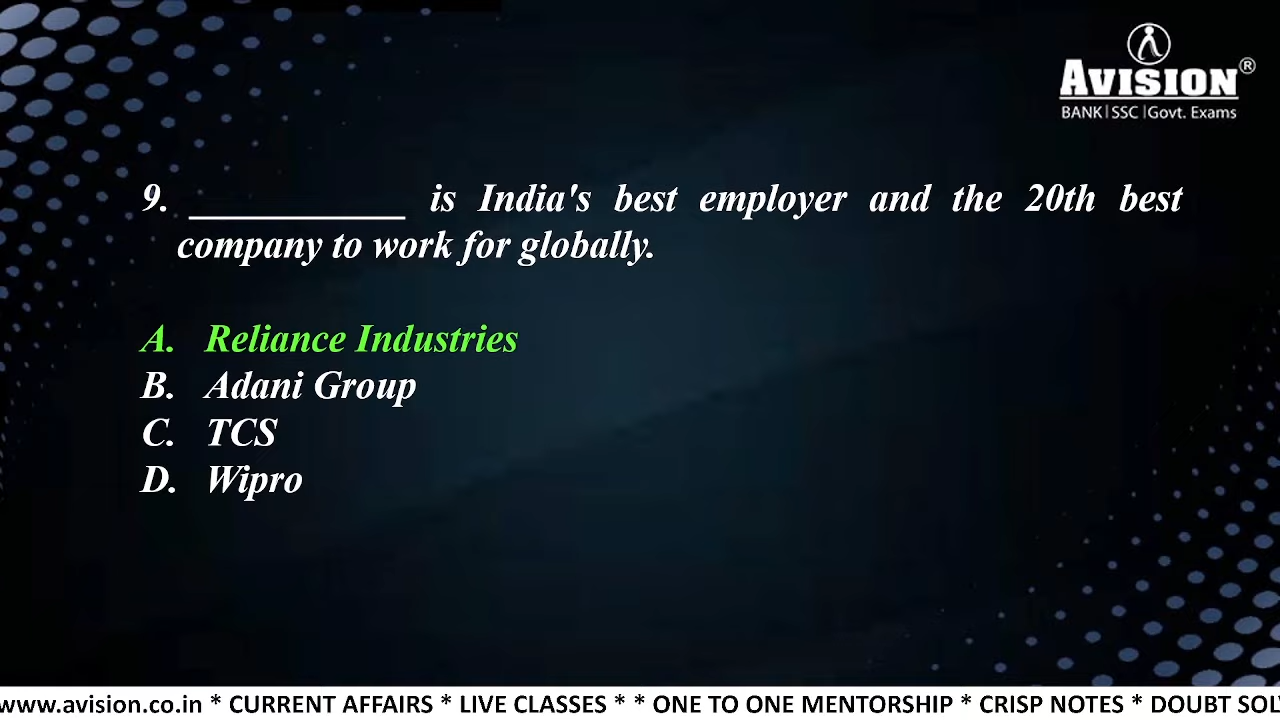 AVISION®
BANK|SSC|Govt. Exams
9. ___________ is India's best employer and the 20th best
company to work for globally.
A. Reliance Industries
B. Adani Group
C. TCS
D. Wipro
www.avision.co.in * CURRENT AFFAIRS * LIVE CLASSES * * ONE TO ONE MENTORSHIP * CRISP NOTES * DOUBT SOL